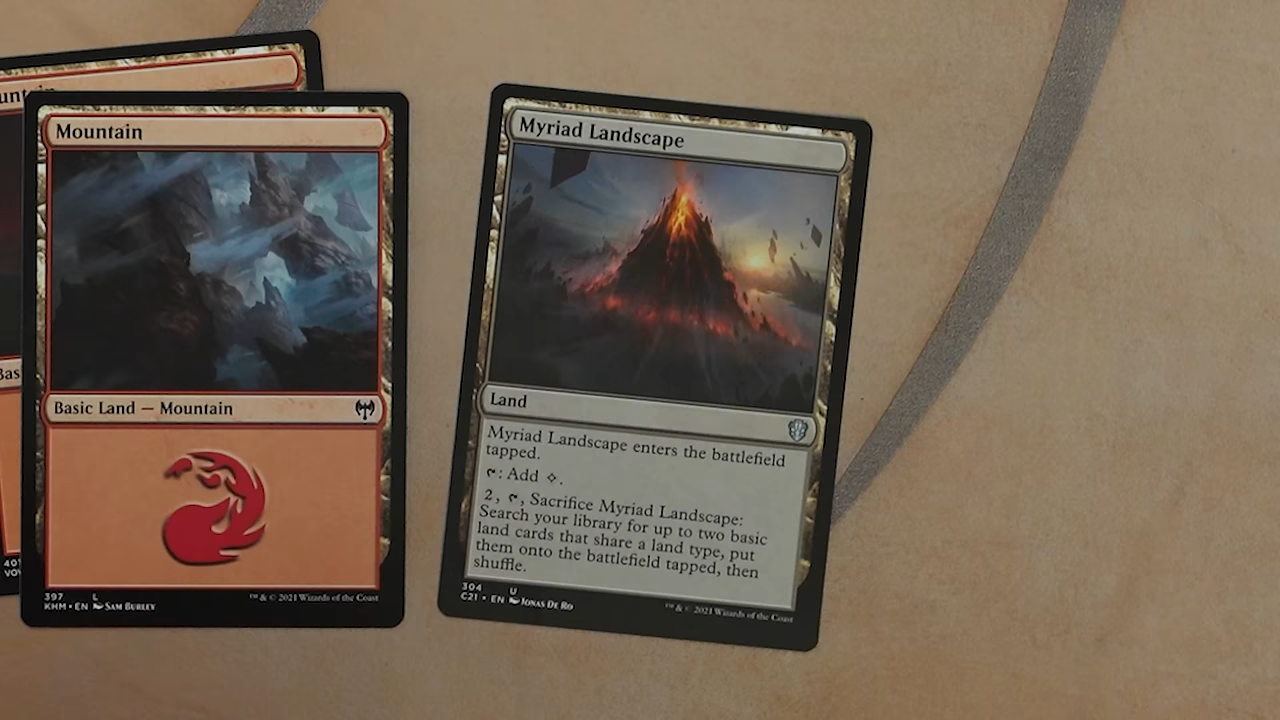 Mountain
Basic Land — Mountain
397 L
KHM • EN SAM BURLEY
™ & © 2021 Wizards of the Coast
Myriad Landscape
Land
Myriad Landscape enters the battlefield
tapped.
: Add .
2, , Sacrifice Myriad Landscape:
Search your library for up to two basic
land cards that share a land type, put
them onto the battlefield tapped, then
shuffle.
304 U
C21 • EN JONAS DE RO
™ & © 2021 Wizards of the Coast